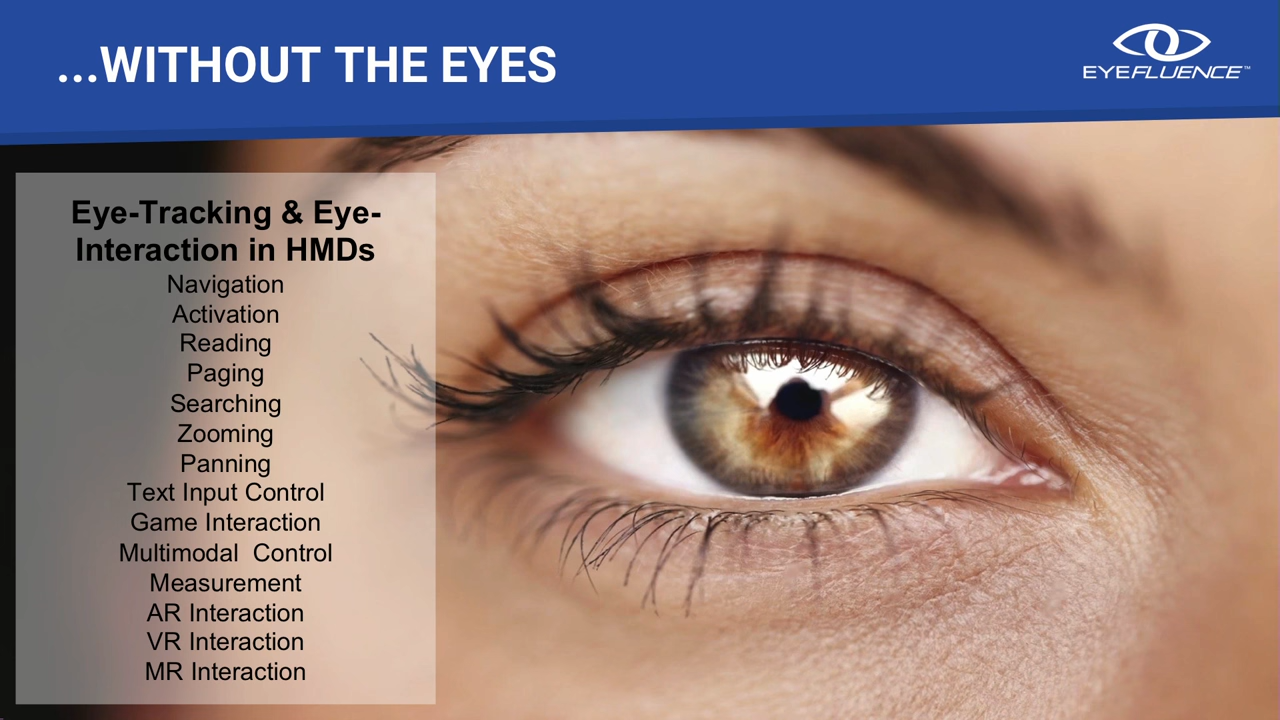 ...WITHOUT THE EYES
EYEFLUENCE™
Eye-Tracking & Eye-
Interaction in HMDs
Navigation
Activation
Reading
Paging
Searching
Zooming
Panning
Text Input Control
Game Interaction
Multimodal  Control
Measurement
AR Interaction
VR Interaction
MR Interaction